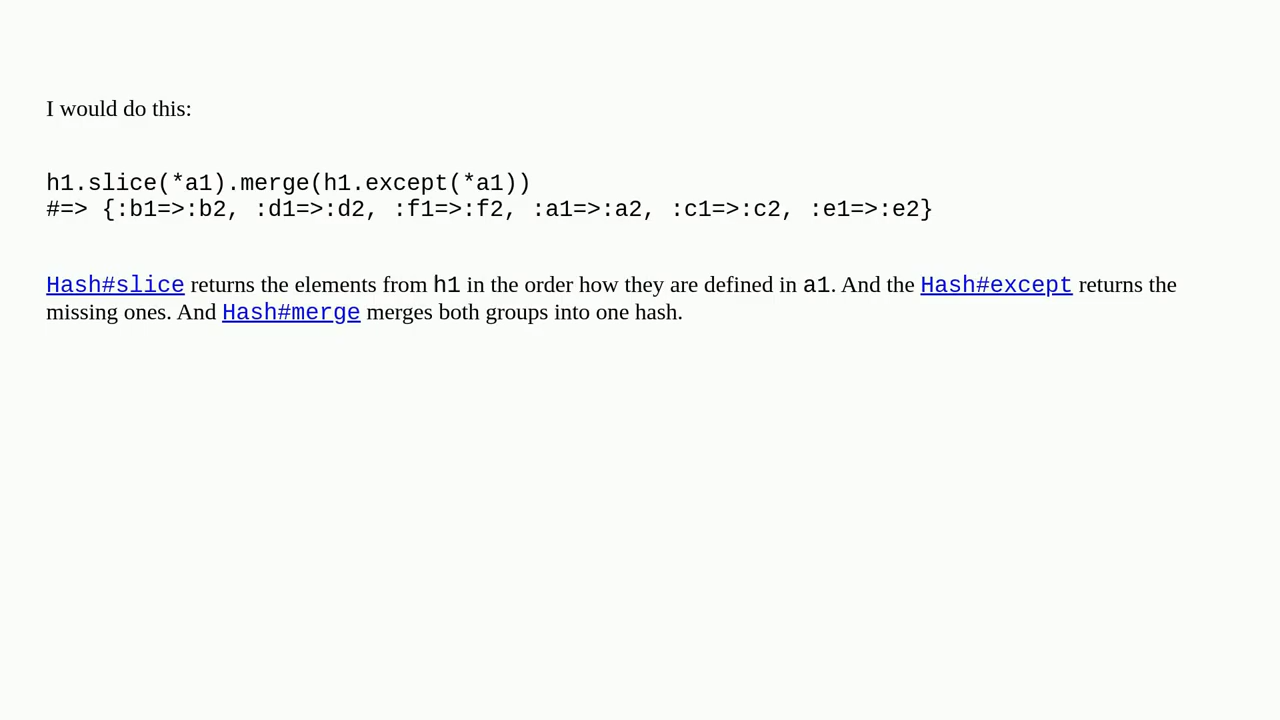 I would do this:
h1.slice(*a1).merge(h1.except(*a1))
#=> {:b1=>:b2, :d1=>:d2, :f1=>:f2, :a1=>:a2, :c1=>:c2, :e1=>:e2}
Hash#slice returns the elements from h1 in the order how they are defined in a1. And the Hash#except returns the
missing ones. And Hash#merge merges both groups into one hash.